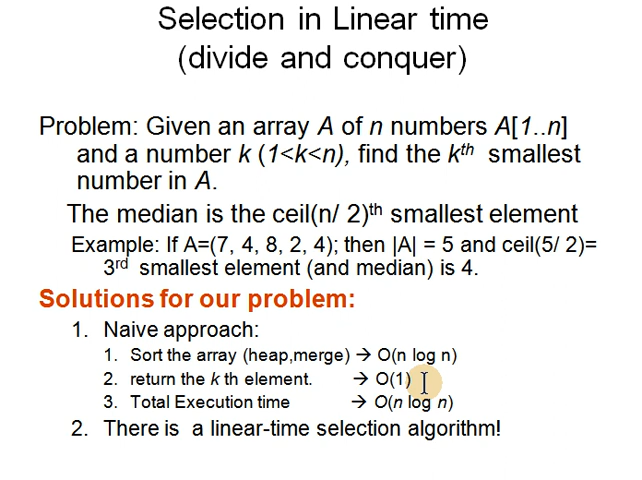 Selection in Linear time
(divide and conquer)
Problem: Given an array A of n numbers A[1..n]
and a number k (1<k<n), find the kth smallest
number in A.
The median is the ceil(n/ 2)th smallest element
Example: If A=(7, 4, 8, 2, 4); then |A| = 5 and ceil(5/ 2)=
3rd smallest element (and median) is 4.
Solutions for our problem:
1. Naive approach:
1. Sort the array (heap,merge) → O(n log n)
2. return the k th element. → O(1)
3. Total Execution time → O(n log n)
2. There is a linear-time selection algorithm!